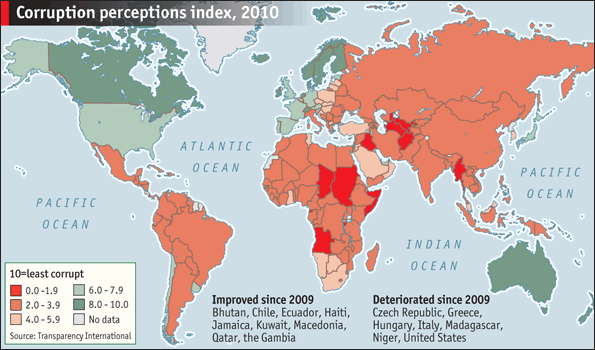 Corruption perceptions index, 2010
ATLANTIC
OCEAN
PACIFIC
OCEAN
PACIFIC
OCEAN
INDIAN
OCEAN
10=least corrupt
0.0 -1.9
2.0 - 3.9
4.0 - 5.9
6.0 - 7.9
8.0 - 10.0
No data
Source: Transparency International
Improved since 2009
Bhutan, Chile, Ecuador, Haiti,
Jamaica, Kuwait, Macedonia,
Qatar, the Gambia
Deteriorated since 2009
Czech Republic, Greece,
Hungary, Italy, Madagascar,
Niger, United States